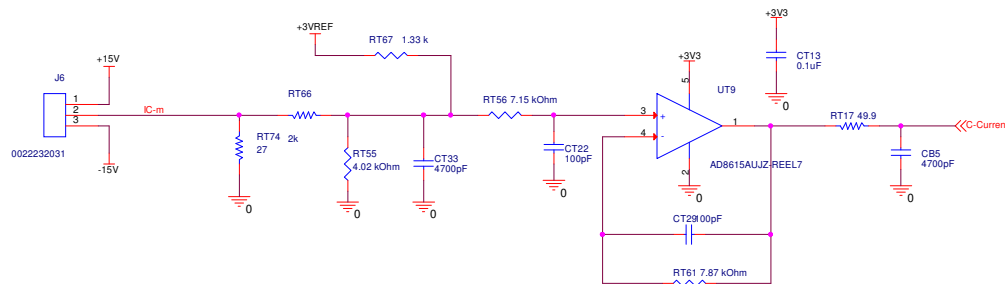 +3VREF
RT67 1.33 k
+3V3
CT13
0.1uF
0
+15V
J6
1
2
3
0022232031
-15V
IC-m
RT66
2k
RT74
27
0
RT55
4.02 kOhm
0
CT33
4700pF
0
RT56 7.15 kOhm
CT22
100pF
0
+3V3
5
UT9
3
+
4
-
1
2
AD8615AUJZ-REEL7
0
RT17 49.9
C-Curren
CB5
4700pF
0
CT29100pF
RT61 7.87 kOhm